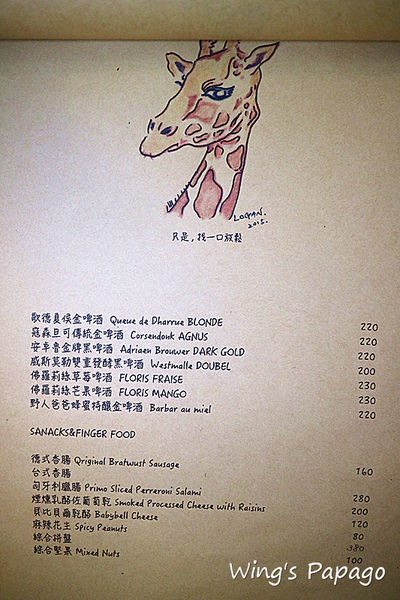 LOGAN.
2015.
只是，找一口放鬆
歌德貝侯金啤酒 Queue de Dharrue BLONDE 220
寇森旦可傳統金啤酒 Corsendonk AGNUS 220
安卓魯金牌黑啤酒 Adriaen Brouwer DARK GOLD 220
威斯莫勒雙重發酵黑啤酒 Westmalle DOUBEL 200
佛羅莉絲草莓啤酒 FLORIS FRAISE 230
佛羅莉絲芒果啤酒 FLORIS MANGO 230
野人爸爸蜂蜜特釀金啤酒 Barbar au miel 220
SANACKS&FINGER FOOD
德式香腸 Qriginal Bratwust Sausage
台式香腸 160
匈牙利臘腸 Primo Sliced Perreroni Salami
煙燻乳酪佐葡萄乾 Smoked Processed Cheese with Raisins 280
貝比貝爾乾酪 Babybell Cheese 200
麻辣花生 Spicy Peanuts 120
綜合拼盤 80
綜合堅果 Mixed Nuts 380
100
Wing's Papago